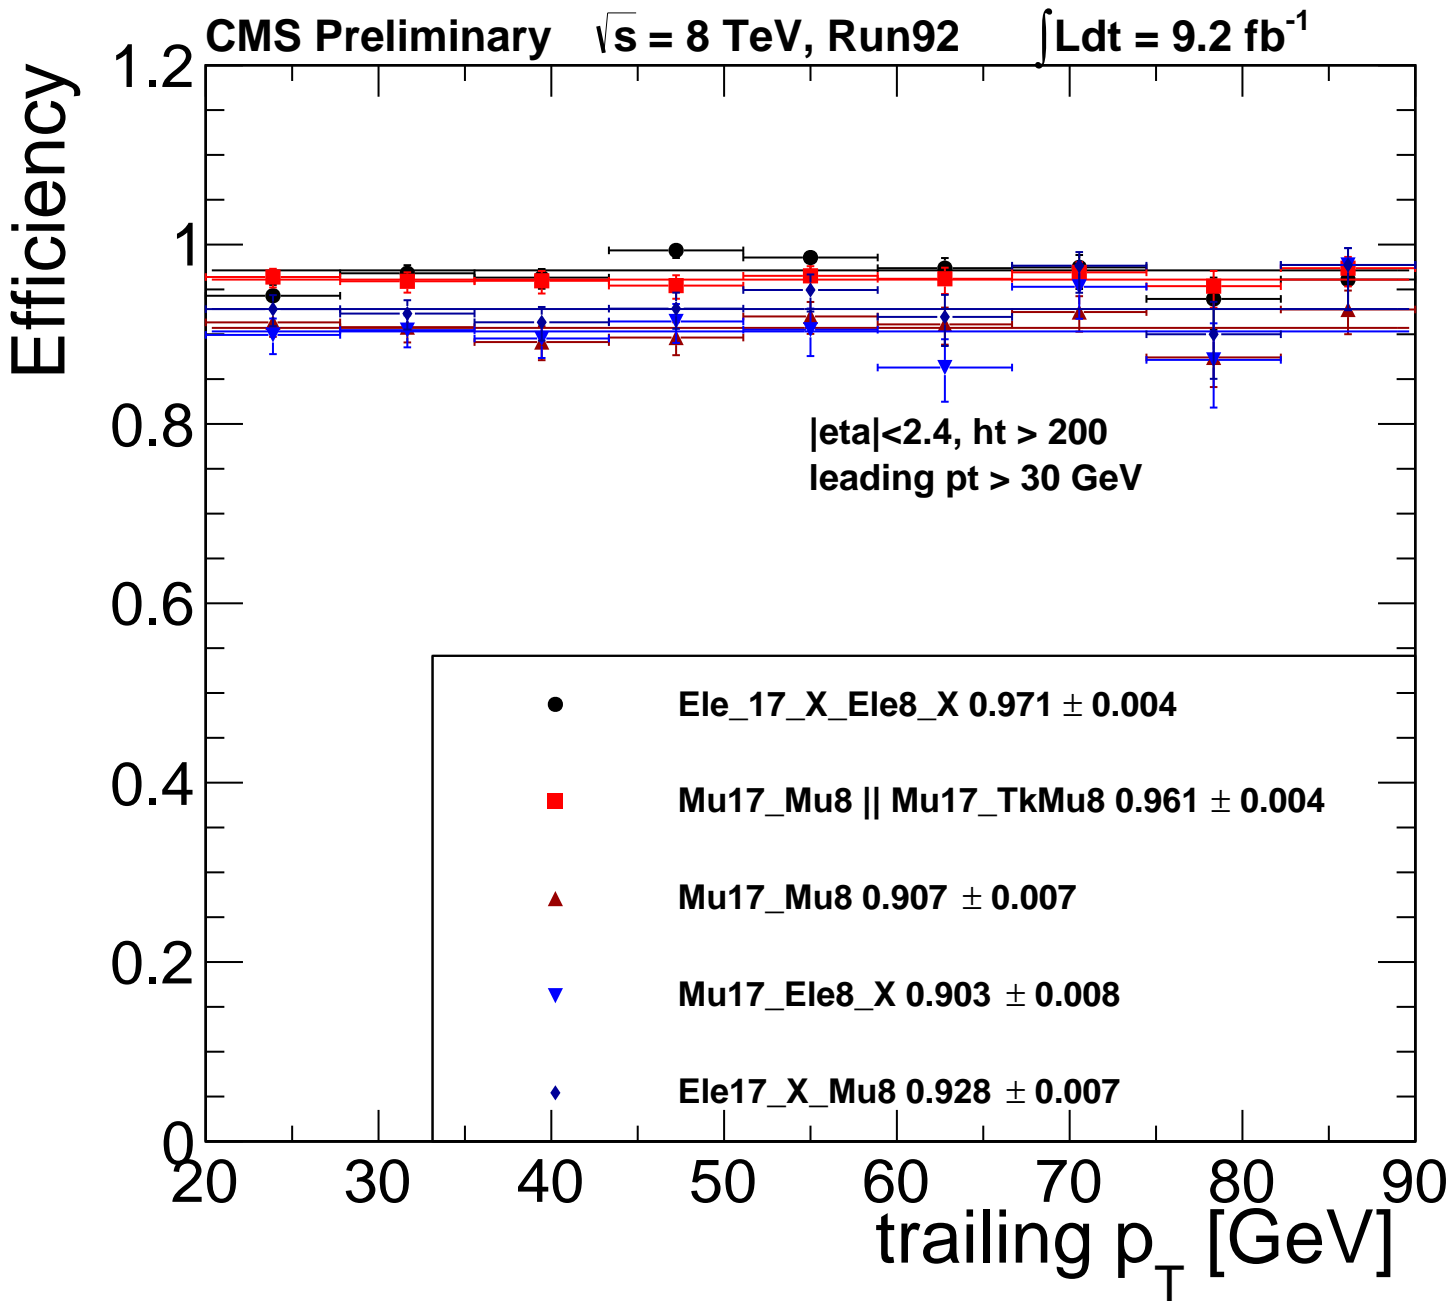 CMS Preliminary √s = 8 TeV, Run92 ∫Ldt = 9.2 fb⁻¹
Efficiency
1.2
1
0.8
0.6
0.4
0.2
0
|eta|<2.4, ht > 200
leading pt > 30 GeV
Ele_17_X_Ele8_X 0.971 ± 0.004
Mu17_Mu8 || Mu17_TkMu8 0.961 ± 0.004
Mu17_Mu8 0.907 ± 0.007
Mu17_Ele8_X 0.903 ± 0.008
Ele17_X_Mu8 0.928 ± 0.007
20 30 40 50 60 70 80 90
trailing p_T [GeV]